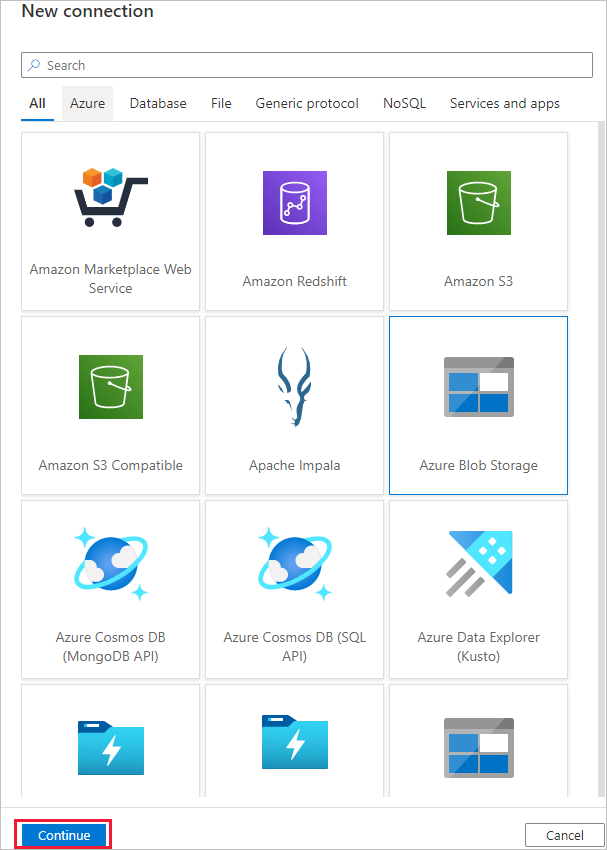 New connection
Search
All Azure Database File Generic protocol NoSQL Services and apps
Amazon Marketplace Web
Service
Amazon Redshift
Amazon S3
Amazon S3 Compatible
Apache Impala
Azure Blob Storage
Azure Cosmos DB
(MongoDB API)
Azure Cosmos DB (SQL
API)
Azure Data Explorer
(Kusto)
Continue
Cancel